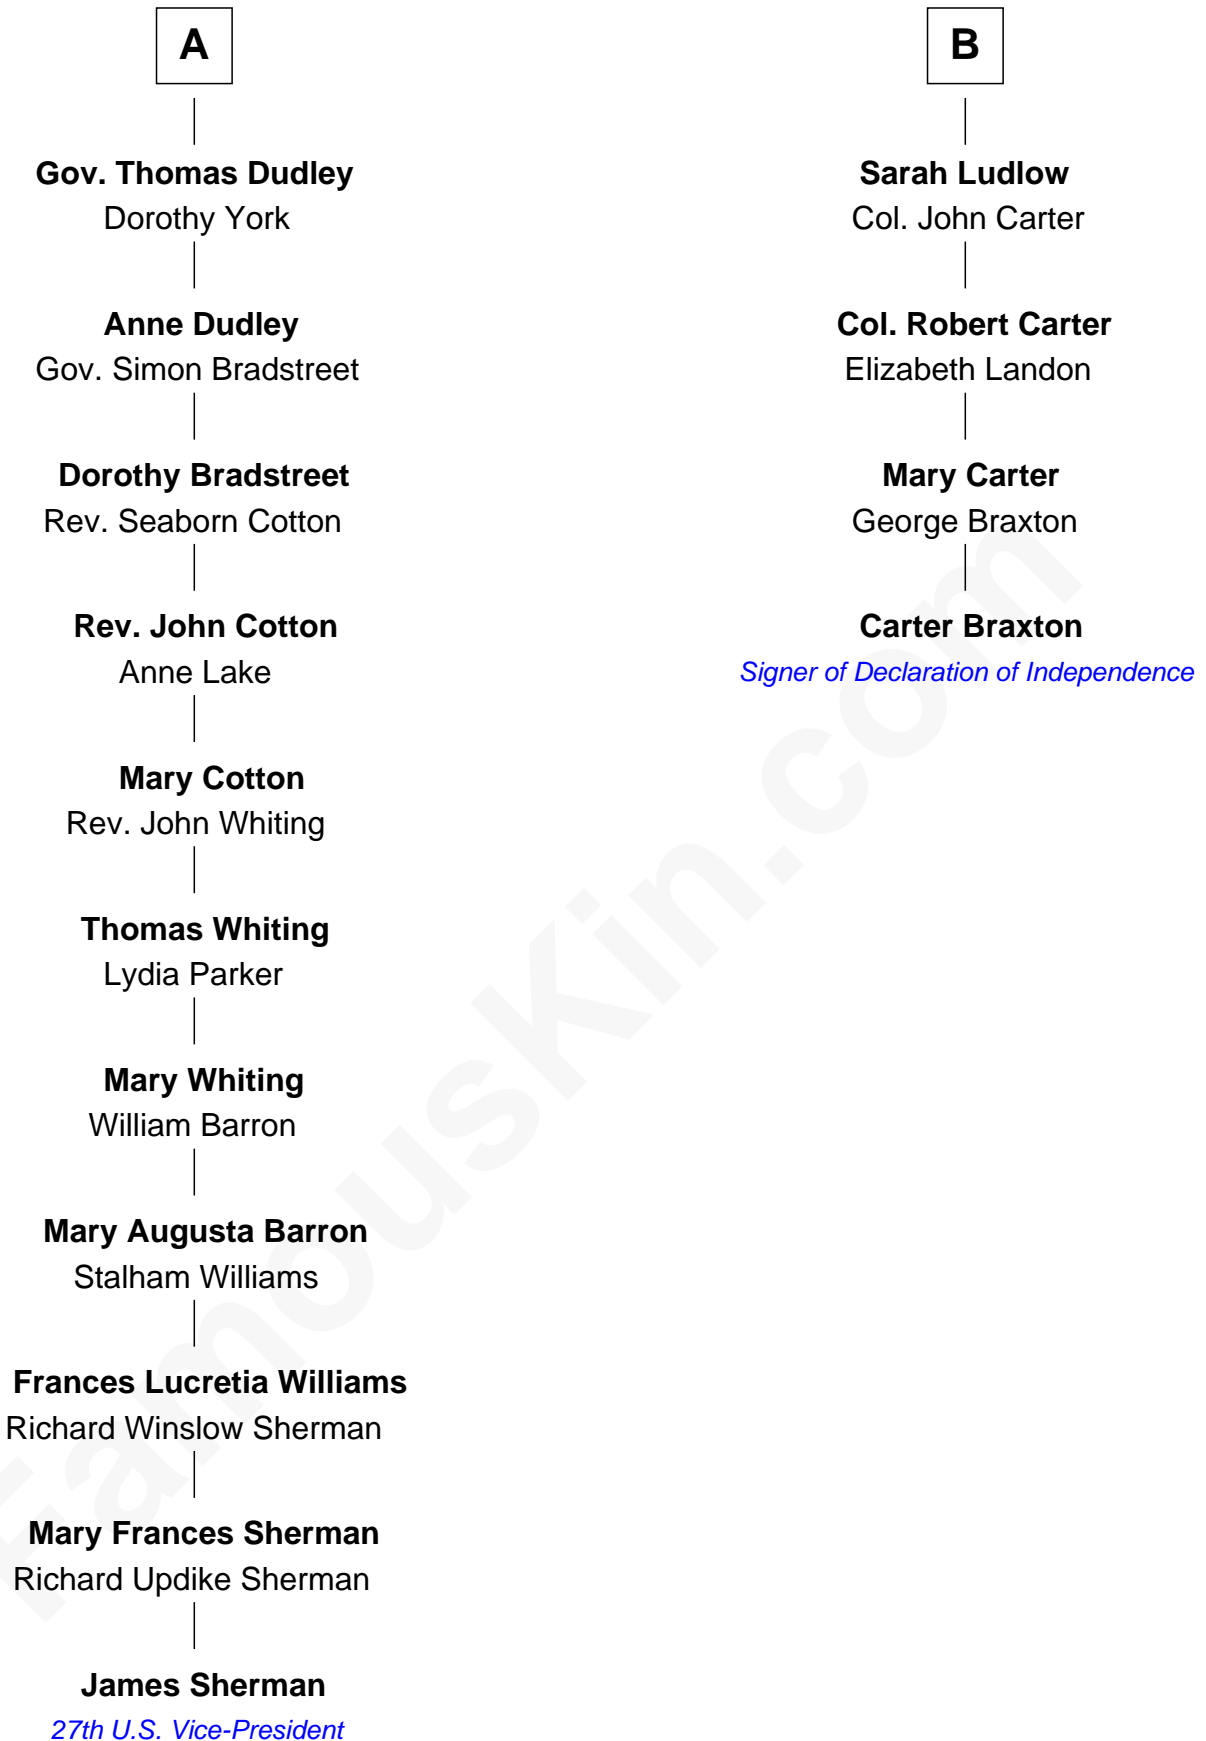 A
Gov. Thomas Dudley
Dorothy York
Anne Dudley
Gov. Simon Bradstreet
Dorothy Bradstreet
Rev. Seaborn Cotton
Rev. John Cotton
Anne Lake
Mary Cotton
Rev. John Whiting
Thomas Whiting
Lydia Parker
Mary Whiting
William Barron
Mary Augusta Barron
Stalham Williams
Frances Lucretia Williams
Richard Winslow Sherman
Mary Frances Sherman
Richard Updike Sherman
James Sherman
27th U.S. Vice-President
B
Sarah Ludlow
Col. John Carter
Col. Robert Carter
Elizabeth Landon
Mary Carter
George Braxton
Carter Braxton
Signer of Declaration of Independence
FamousKin.com